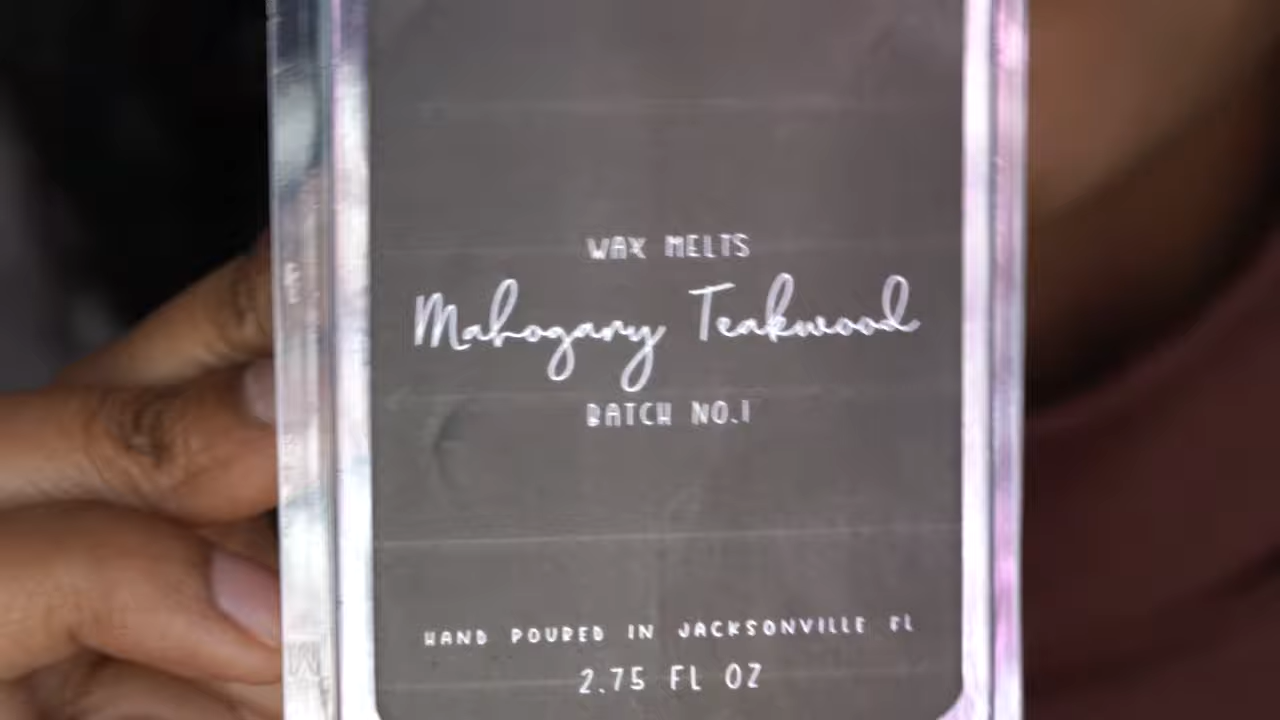 WAX MELTS
Mahogany Teakwood
BATCH NO.1
HAND POURED IN JACKSONVILLE FL
2.75 FL OZ